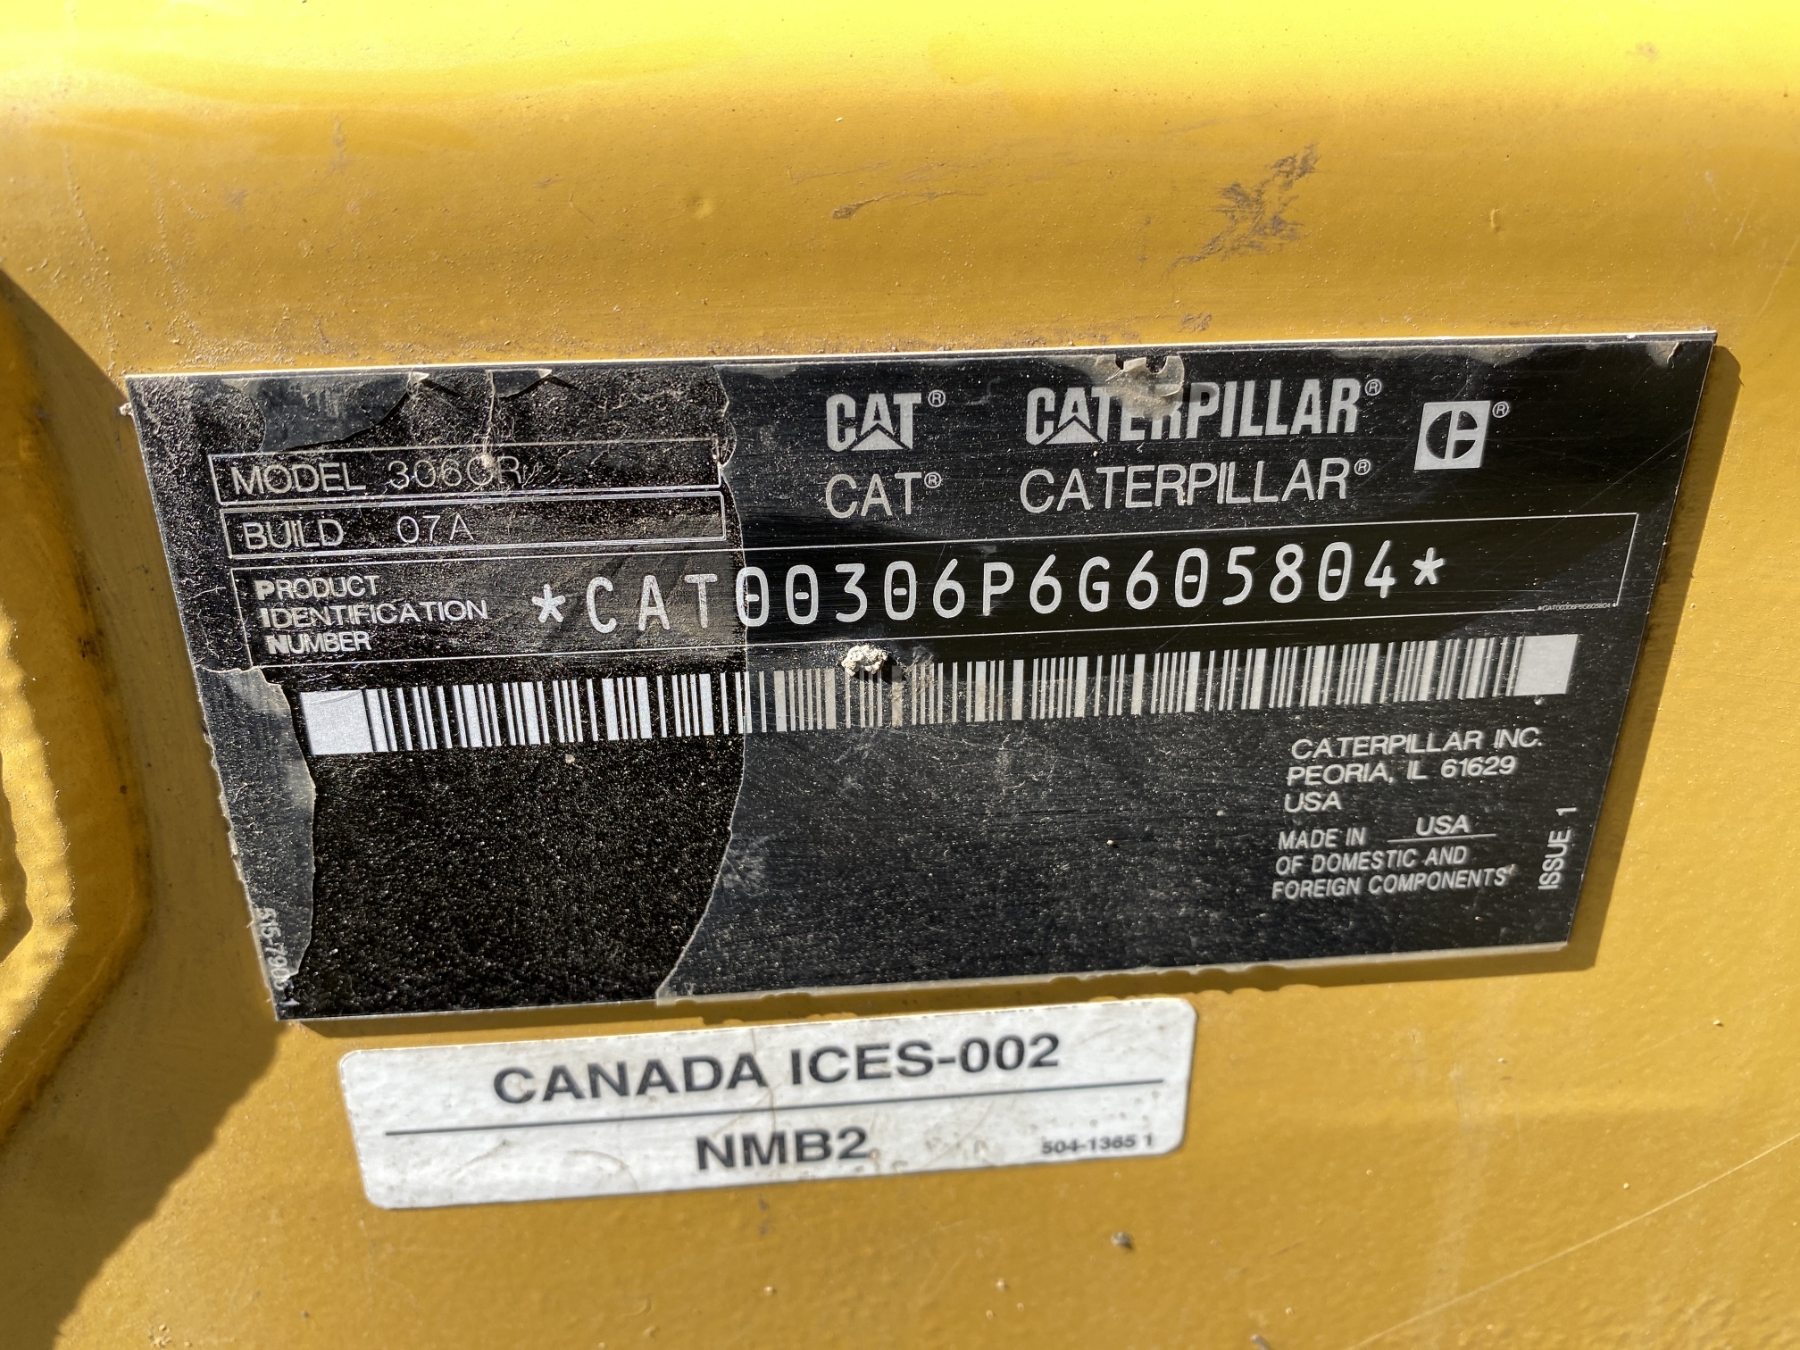 CAT® CATERPILLAR®
CAT® CATERPILLAR®
MODEL 306CR
BUILD 07A
PRODUCT
IDENTIFICATION
NUMBER
*CAT00306P6G605804*
*CAT00306P6G605804*
CATERPILLAR INC.
PEORIA, IL 61629
USA
MADE IN USA
OF DOMESTIC AND
FOREIGN COMPONENTS
ISSUE 1
CANADA ICES-002
NMB2
504-1365 1